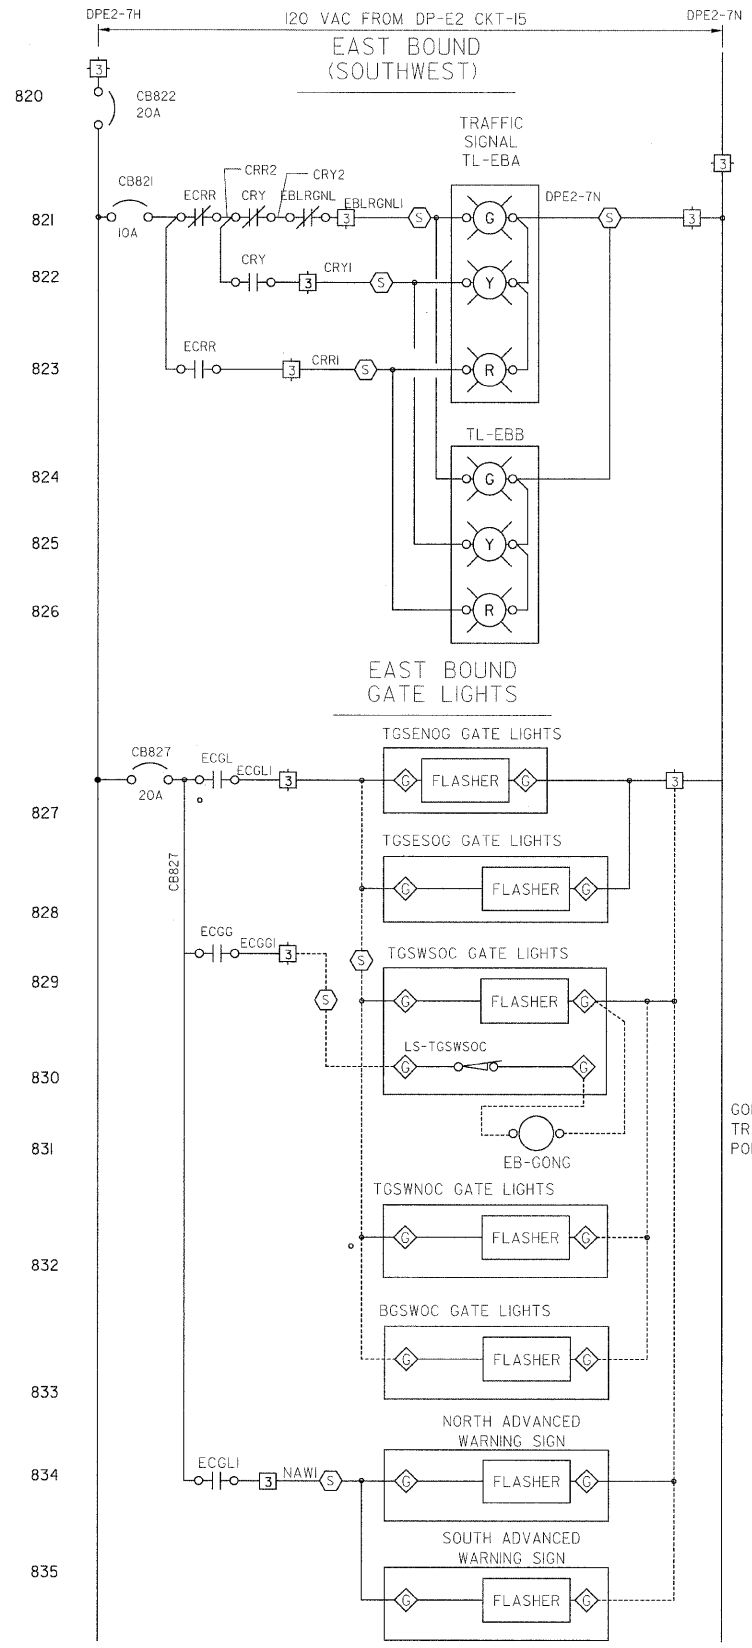 DPE2-7H
120 VAC FROM DP-E2 CKT-15
DPE2-7N
EAST BOUND
(SOUTHWEST)
3
820
CB822
20A
TRAFFIC
SIGNAL
TL-EBA
3
CB821
ECRR
CRR2
CRY
CRY2
EBLRGNL
EBLRGNL1
DPE2-7N
821
10A
3
S
G
S
3
822
CRY
3
CRY1
S
Y
823
ECRR
3
CRR1
S
R
TL-EBB
824
G
825
Y
826
R
EAST BOUND
GATE LIGHTS
TGSENOG GATE LIGHTS
CB827
20A
ECGL
ECGL1
3
G
FLASHER
G
3
827
CB827
TGSESOG GATE LIGHTS
G
FLASHER
G
828
ECGG
ECGG1
3
S
TGSWSOC GATE LIGHTS
829
S
G
FLASHER
G
LS-TGSWSOC
G
G
830
831
EB-GONG
GO
TR
PO
TGSWNOC GATE LIGHTS
G
FLASHER
G
832
BGSWOC GATE LIGHTS
G
FLASHER
G
833
NORTH ADVANCED
WARNING SIGN
834
ECGL1
3
NAW1
S
G
FLASHER
G
SOUTH ADVANCED
WARNING SIGN
835
G
FLASHER
G